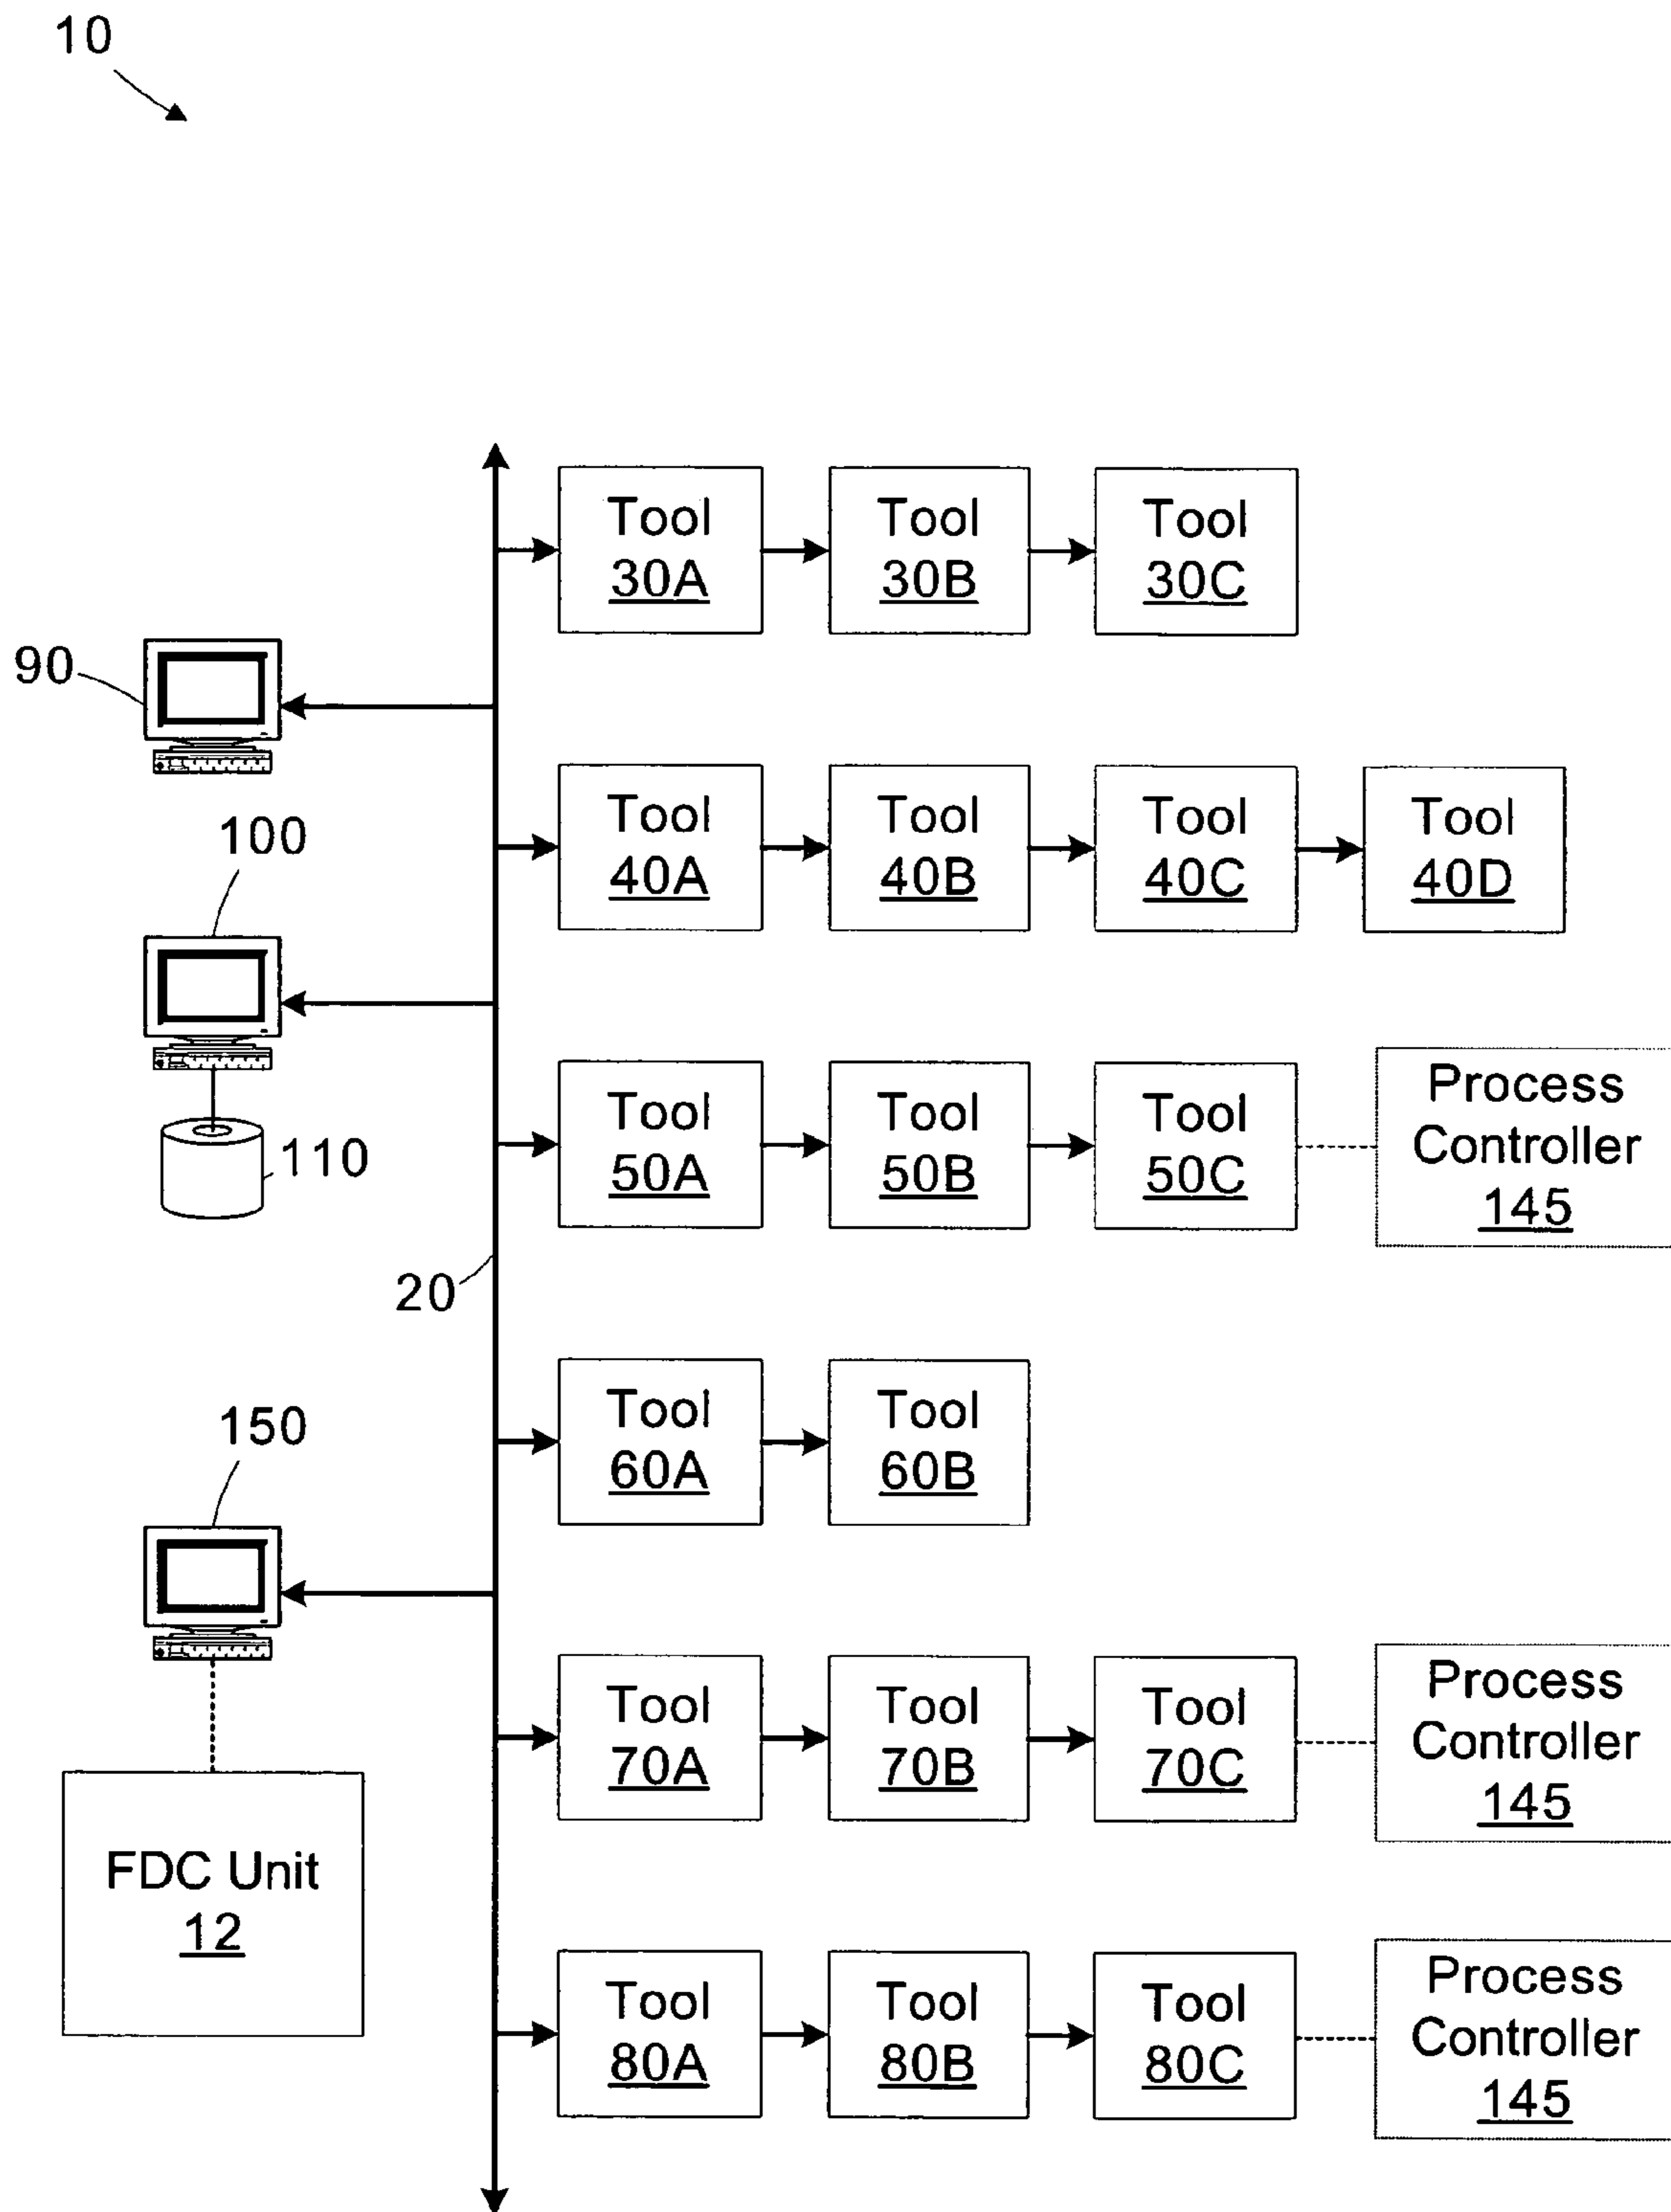 10
Tool
30A
Tool
30B
Tool
30C
90
Tool
40A
Tool
40B
Tool
40C
Tool
40D
100
110
Tool
50A
Tool
50B
Tool
50C
Process
Controller
145
20
Tool
60A
Tool
60B
150
FDC Unit
12
Tool
70A
Tool
70B
Tool
70C
Process
Controller
145
Tool
80A
Tool
80B
Tool
80C
Process
Controller
145